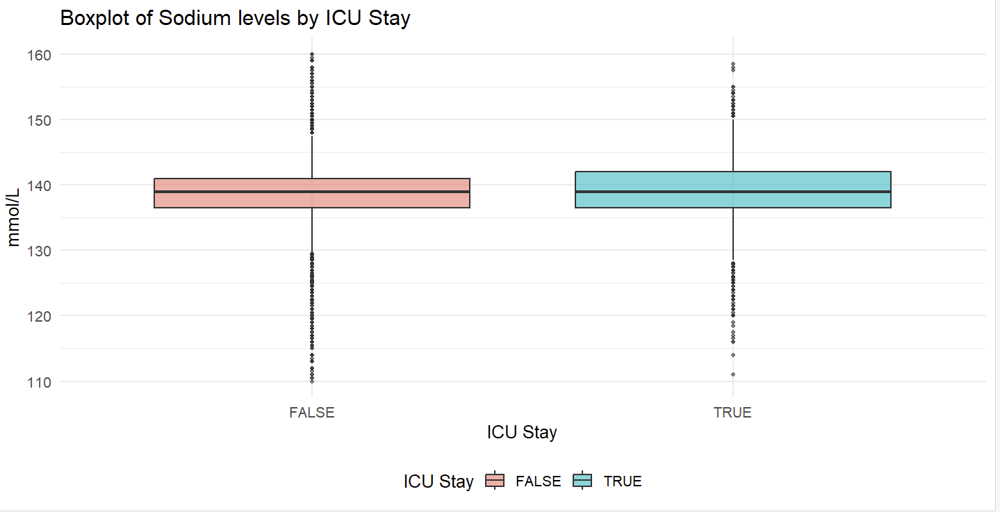 Boxplot of Sodium levels by ICU Stay
160
150
140
130
120
110
mmol/L
FALSE TRUE
ICU Stay
ICU Stay FALSE TRUE